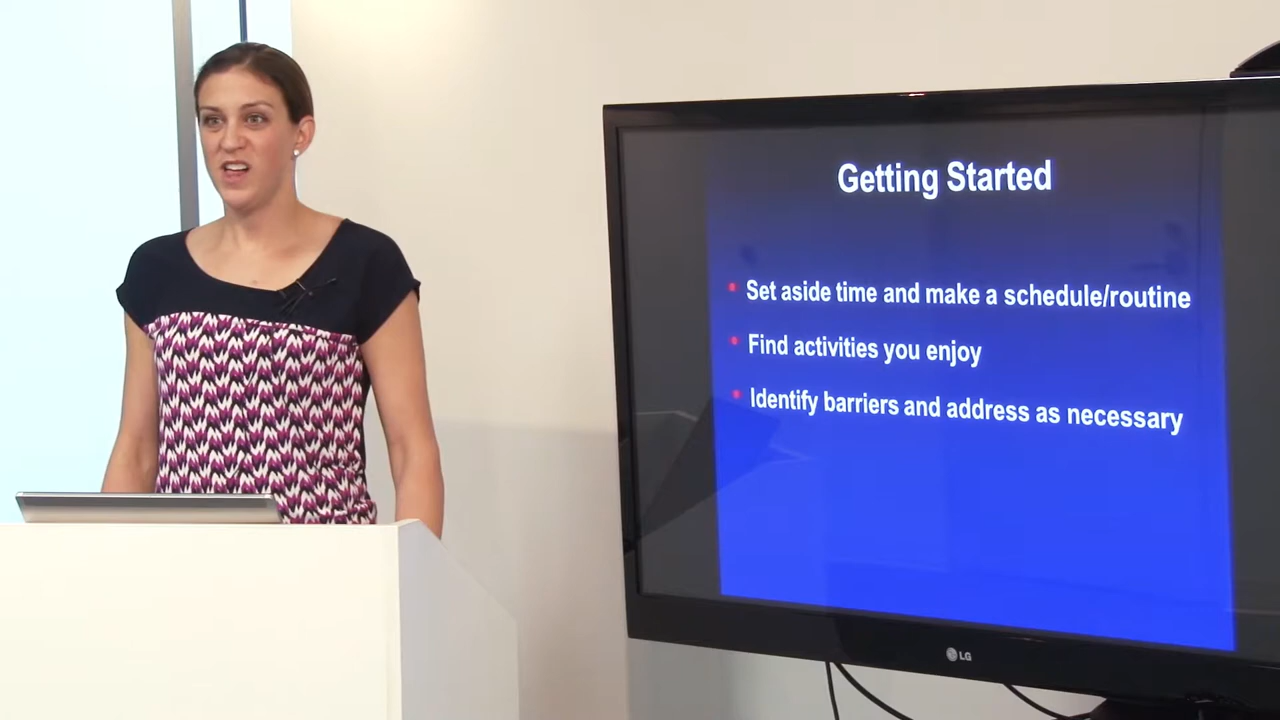 Getting Started
• Set aside time and make a schedule/routine
• Find activities you enjoy
• Identify barriers and address as necessary
LG